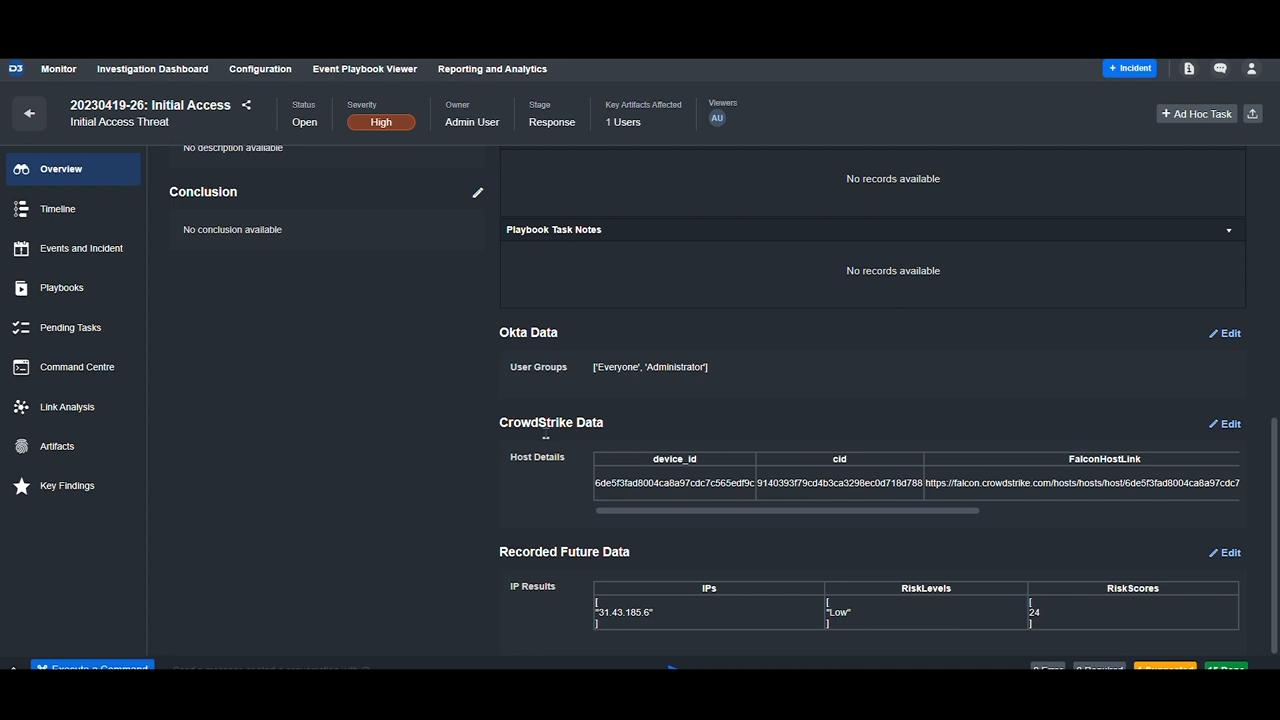 D3 Monitor Investigation Dashboard Configuration Event Playbook Viewer Reporting and Analytics + Incident
20230419-26: Initial Access
Initial Access Threat
Status
Open
Severity
High
Owner
Admin User
Stage
Response
Key Artifacts Affected
1 Users
Viewers
AU
+ Ad Hoc Task
Overview
Timeline
Events and Incident
Playbooks
Pending Tasks
Command Centre
Link Analysis
Artifacts
Key Findings
No description available
Conclusion
No conclusion available
No records available
Playbook Task Notes
No records available
Okta Data
Edit
User Groups ['Everyone', 'Administrator']
CrowdStrike Data
Edit
Host Details
device_id cid FalconHostLink
6de5f3fad8004ca8a97cdc7c565edf9c 9140393f79cd4b3ca3298ec0d718d788 https://falcon.crowdstrike.com/hosts/hosts/host/6de5f3fad8004ca8a97cdc7
Recorded Future Data
Edit
IP Results
IPs RiskLevels RiskScores
[ [ [
"31.43.185.6" "Low" 24
] ] ]
Execute a Command